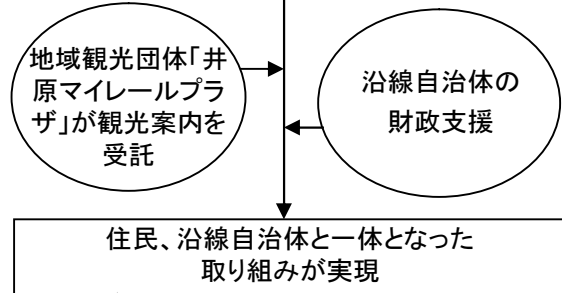 地域観光団体「井
原マイレールプラ
ザ」が観光案内を
受託
沿線自治体の
財政支援
住民、沿線自治体と一体となった
取り組みが実現